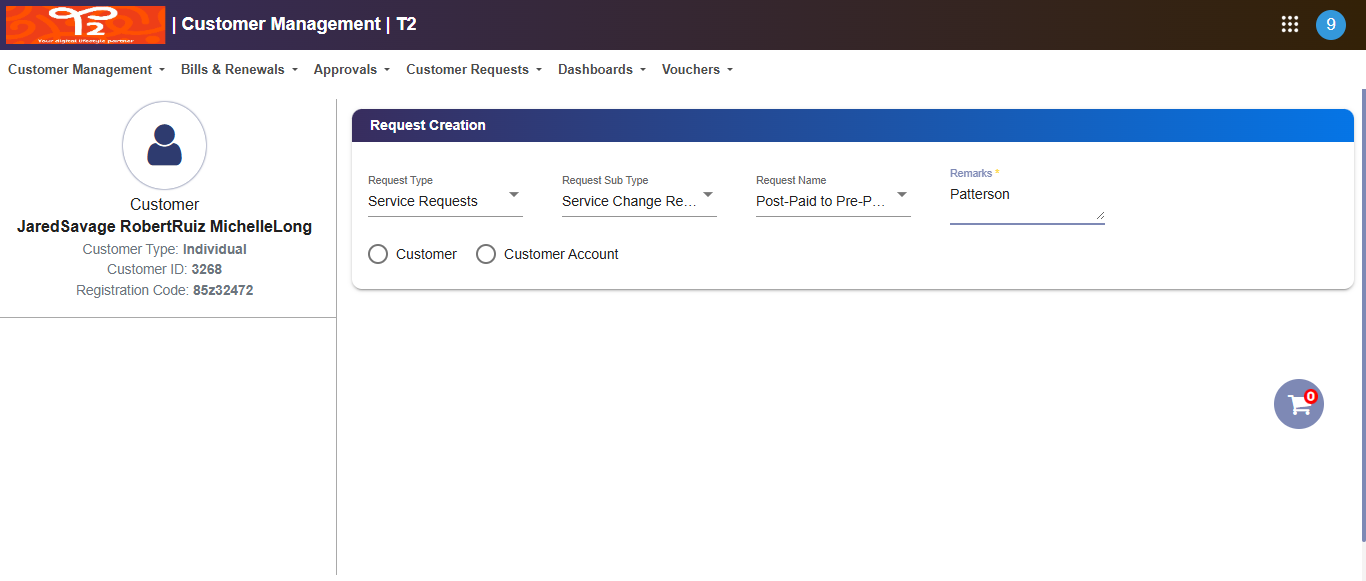 T2
Your digital lifestyle partner
| Customer Management | T2
9
Customer Management Bills & Renewals Approvals Customer Requests Dashboards Vouchers
Customer
JaredSavage RobertRuiz MichelleLong
Customer Type: Individual
Customer ID: 3268
Registration Code: 85z32472
Request Creation
Request Type
Service Requests
Request Sub Type
Service Change Re...
Request Name
Post-Paid to Pre-P...
Remarks *
Patterson
Customer Customer Account
0